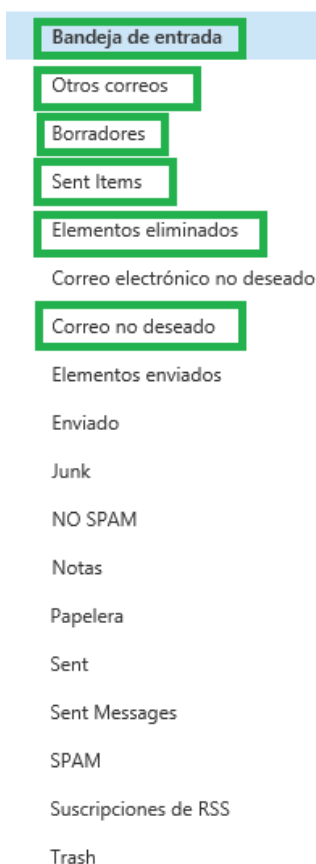 Bandeja de entrada
Otros correos
Borradores
Sent Items
Elementos eliminados
Correo electrónico no deseado
Correo no deseado
Elementos enviados
Enviado
Junk
NO SPAM
Notas
Papelera
Sent
Sent Messages
SPAM
Suscripciones de RSS
Trash